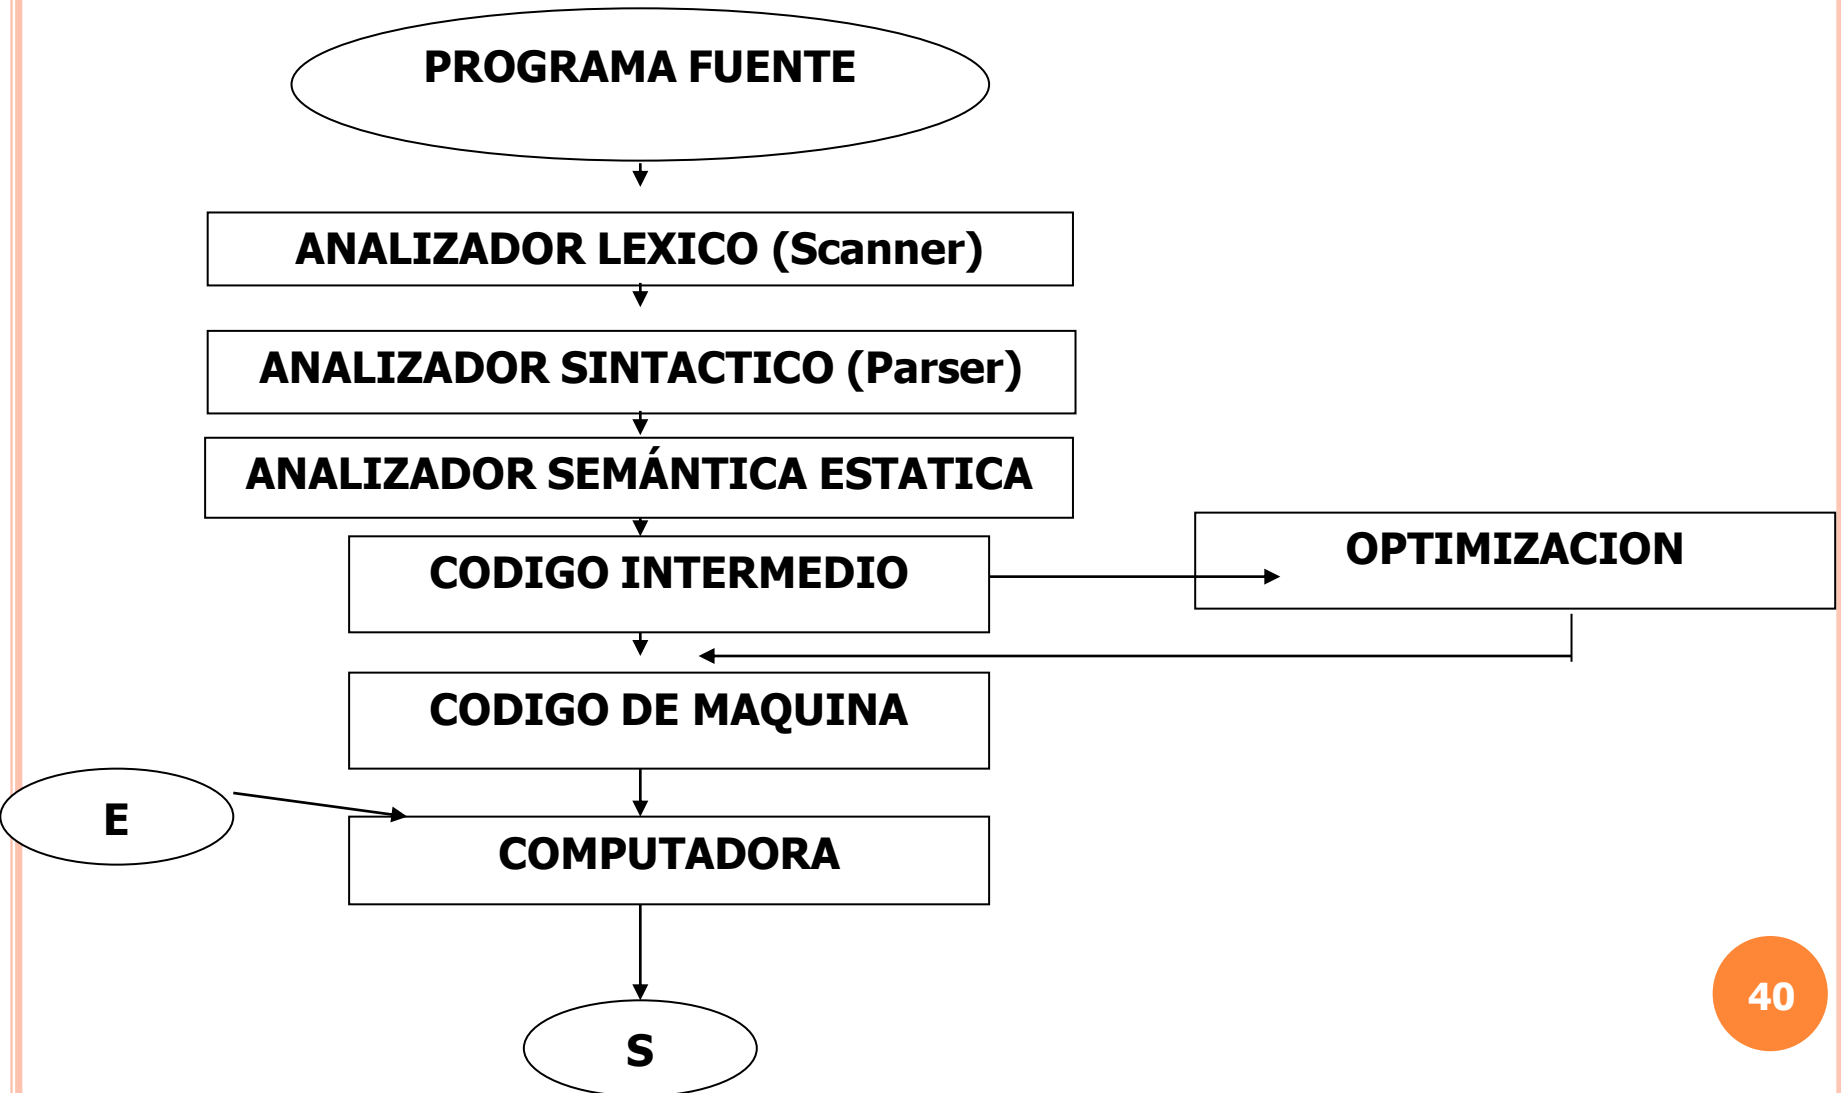 PROGRAMA FUENTE
ANALIZADOR LEXICO (Scanner)
ANALIZADOR SINTACTICO (Parser)
ANALIZADOR SEMÁNTICA ESTATICA
CODIGO INTERMEDIO
OPTIMIZACION
CODIGO DE MAQUINA
E
COMPUTADORA
S
40